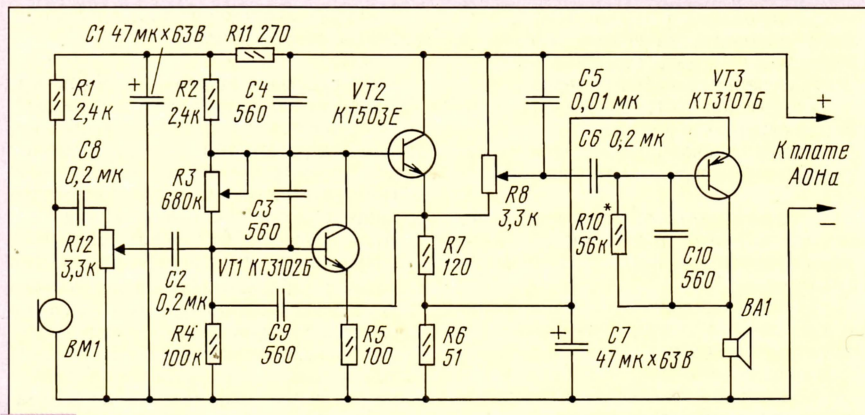 C1 47мк×63В
R11 270
R1
2,4к
R2
2,4к
C4
560
VT2
КТ503Е
C5
0,01мк
VT3
КТ3107Б
C8
0,2мк
R3
680к
C3
560
C6 0,2мк
К плате
АОНа
R12
3,3к
R8
3,3к
R10*
56к
C10
560
C2
0,2мк
VT1 КТ3102Б
R7
120
BM1
R4
100к
C9
560
R5
100
R6
51
C7
47мк×63В
BA1